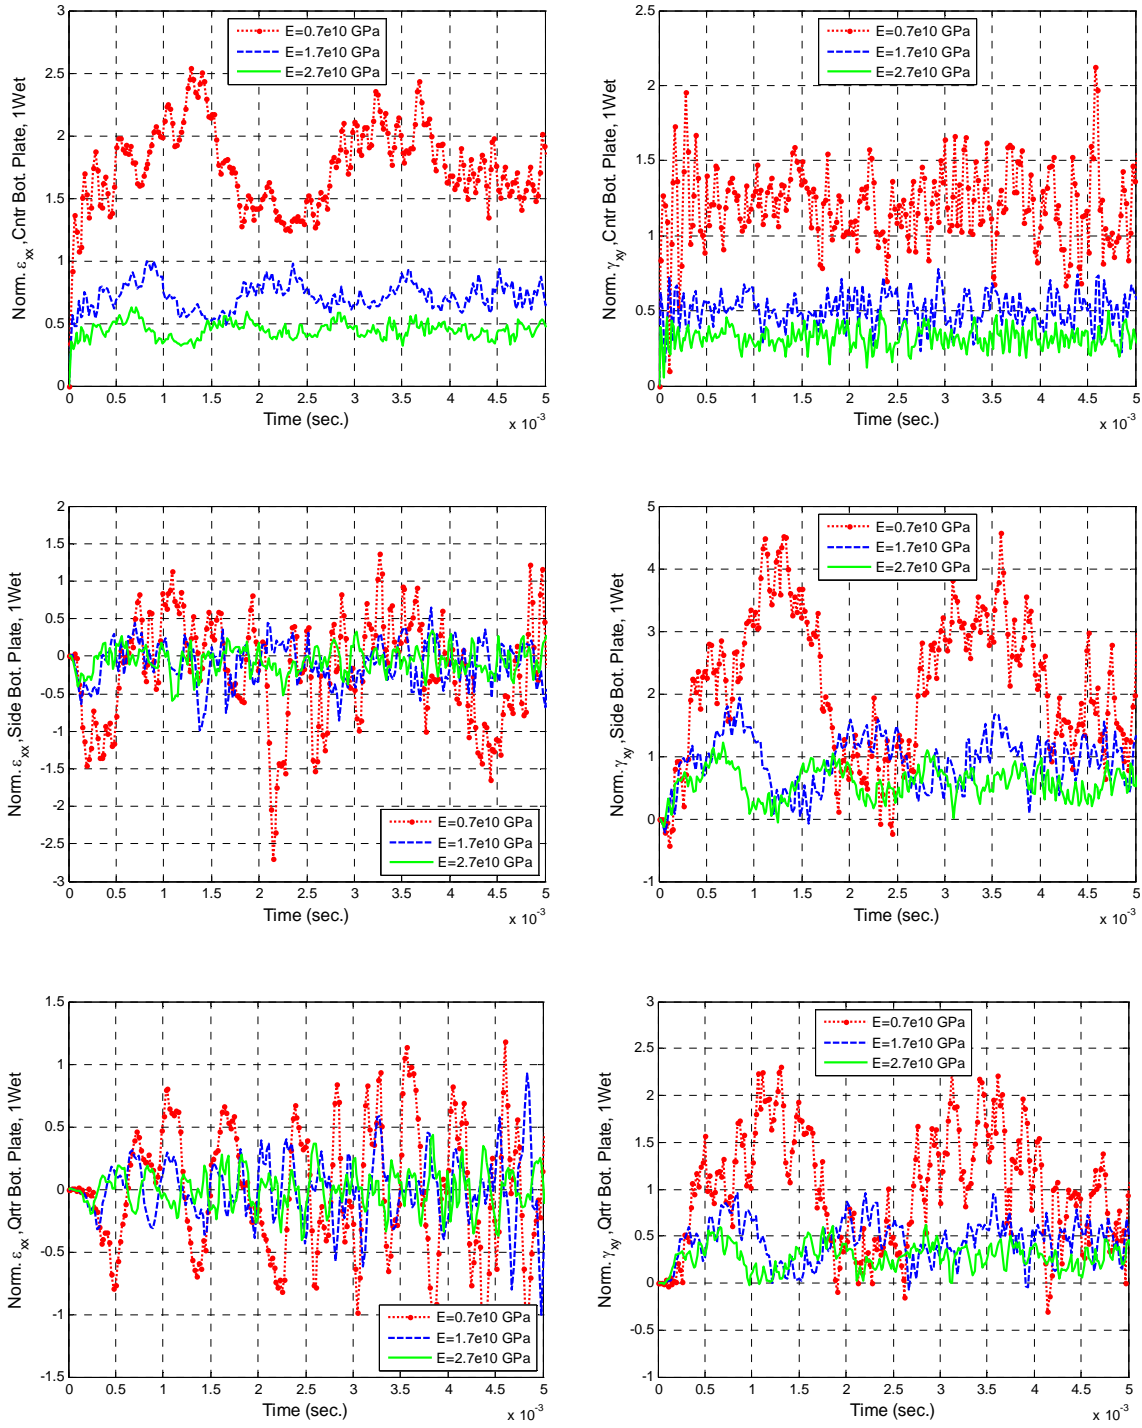 3
2.5
2
1.5
1
0.5
0
Norm. εxx,Cntr Bot. Plate, 1Wet
E=0.7e10 GPa
E=1.7e10 GPa
E=2.7e10 GPa
0 0.5 1 1.5 2 2.5 3 3.5 4 4.5 5
Time (sec.)
x 10-3
2.5
2
1.5
1
0.5
0
Norm. γxy,Cntr Bot. Plate, 1Wet
E=0.7e10 GPa
E=1.7e10 GPa
E=2.7e10 GPa
0 0.5 1 1.5 2 2.5 3 3.5 4 4.5 5
Time (sec.)
x 10-3
2
1.5
1
0.5
0
-0.5
-1
-1.5
-2
-2.5
-3
Norm. εxx,Side Bot. Plate, 1Wet
E=0.7e10 GPa
E=1.7e10 GPa
E=2.7e10 GPa
0 0.5 1 1.5 2 2.5 3 3.5 4 4.5 5
Time (sec.)
x 10-3
5
4
3
2
1
0
-1
Norm. γxy,Side Bot. Plate, 1Wet
E=0.7e10 GPa
E=1.7e10 GPa
E=2.7e10 GPa
0 0.5 1 1.5 2 2.5 3 3.5 4 4.5 5
Time (sec.)
x 10-3
1.5
1
0.5
0
-0.5
-1
-1.5
Norm. εxx,Qrtr Bot. Plate, 1Wet
E=0.7e10 GPa
E=1.7e10 GPa
E=2.7e10 GPa
0 0.5 1 1.5 2 2.5 3 3.5 4 4.5 5
Time (sec.)
x 10-3
3
2.5
2
1.5
1
0.5
0
-0.5
-1
Norm. γxy,Qrtr Bot. Plate, 1Wet
E=0.7e10 GPa
E=1.7e10 GPa
E=2.7e10 GPa
0 0.5 1 1.5 2 2.5 3 3.5 4 4.5 5
Time (sec.)
x 10-3